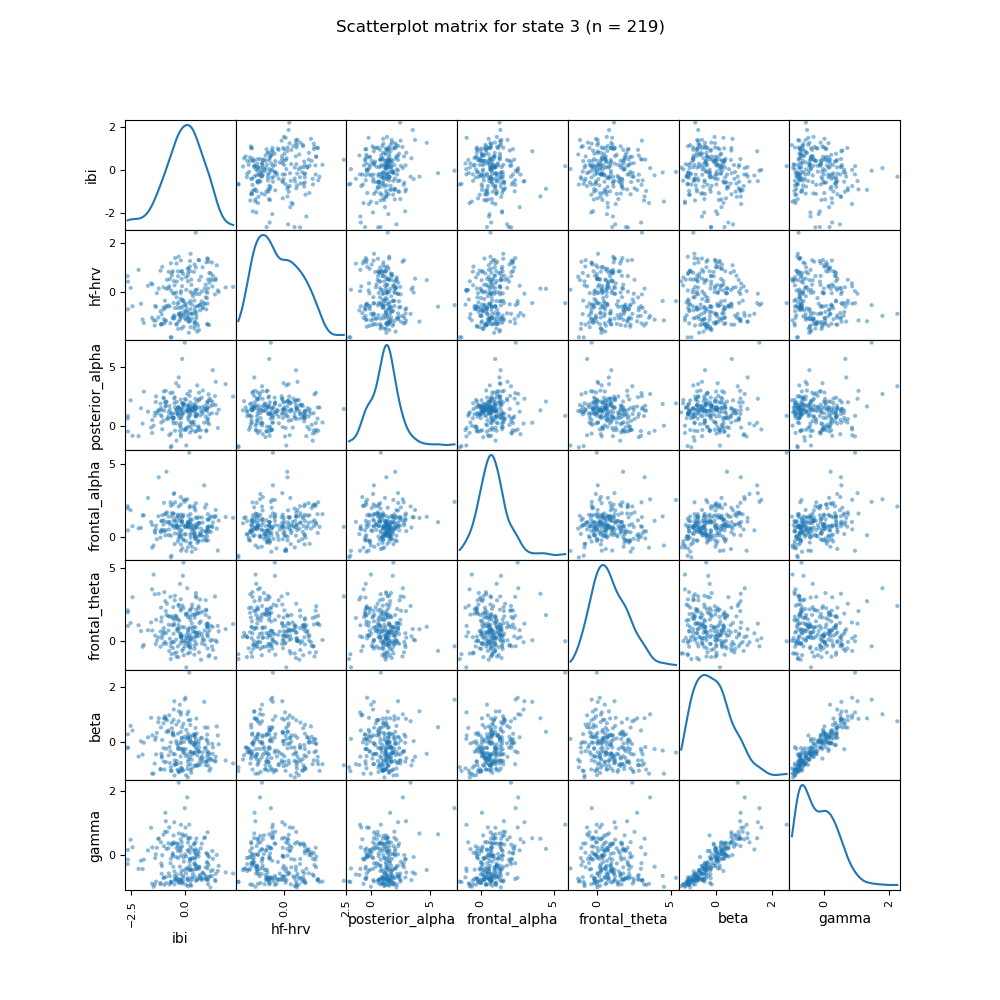 Scatterplot matrix for state 3 (n = 219)
ibi
2
0
-2
hf-hrv
2
0
posterior_alpha
5
0
frontal_alpha
5
0
frontal_theta
5
0
beta
2
0
gamma
2
0
−2.5
0.0
0.0
2.5
0
5
0
5
0
5
0
2
0
2
ibi
hf-hrv
posterior_alpha
frontal_alpha
frontal_theta
beta
gamma